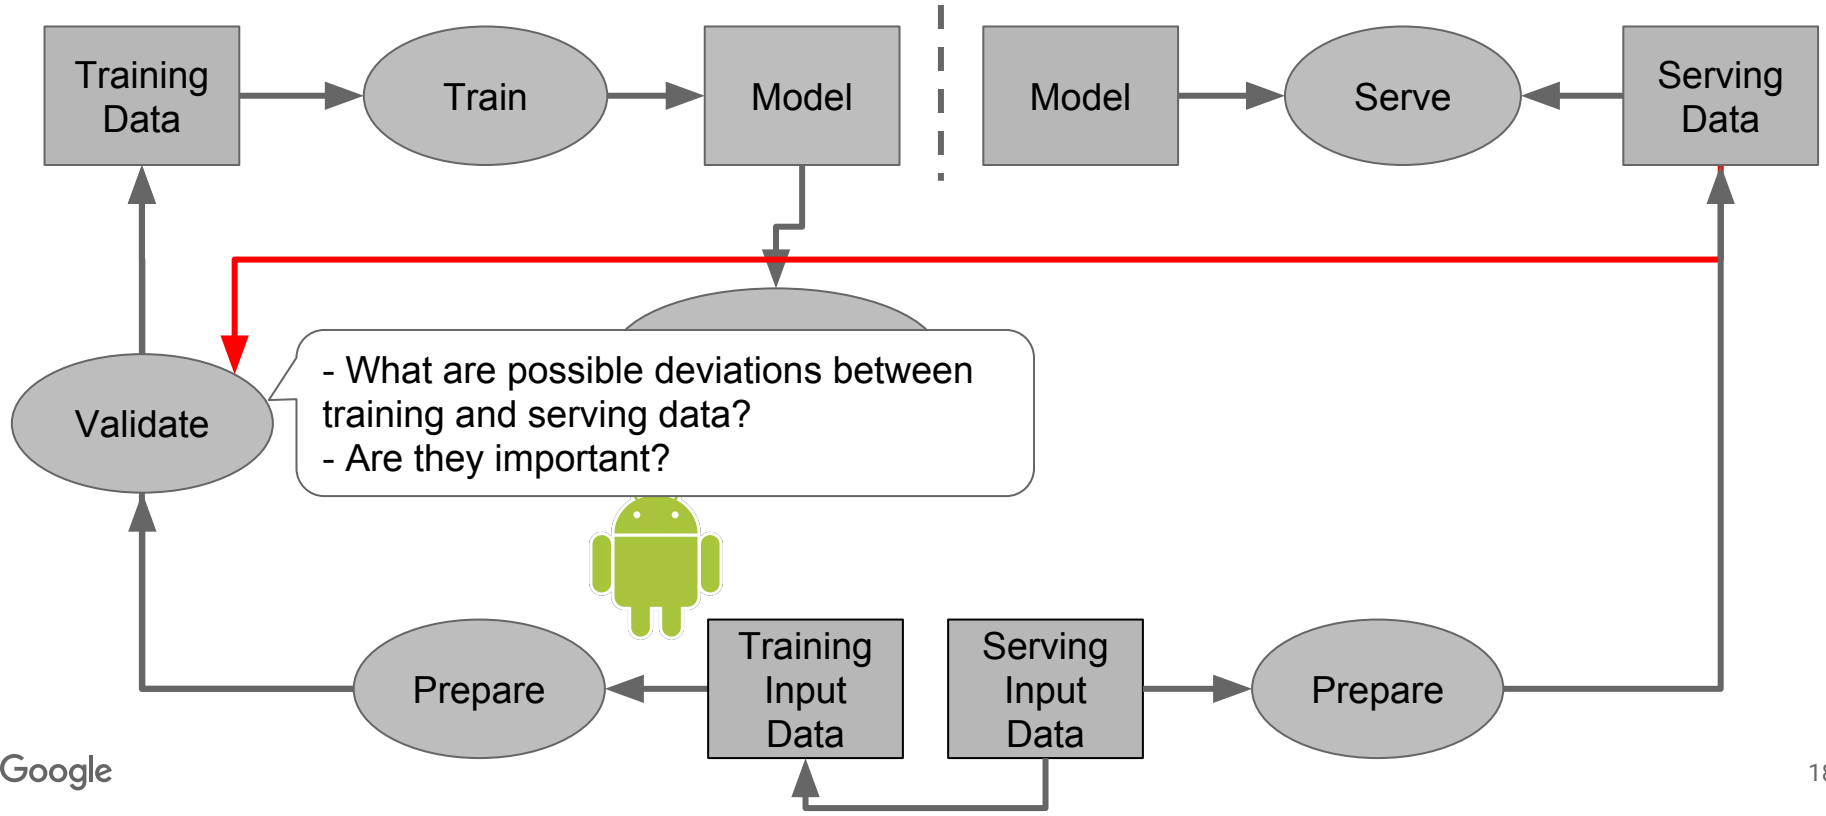 Training
Data
Train
Model
Model
Serve
Serving
Data
- What are possible deviations between
training and serving data?
- Are they important?
Validate
Prepare
Training
Input
Data
Serving
Input
Data
Prepare
Google
18